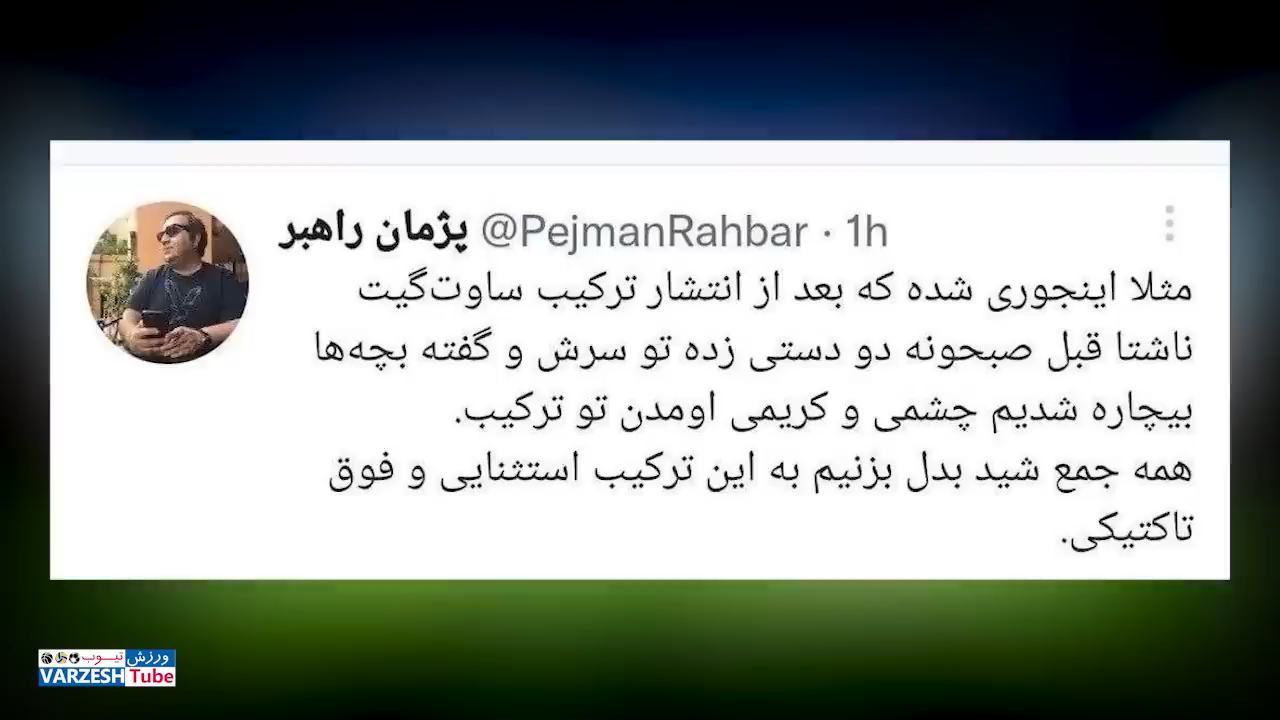 پژمان راهبر @PejmanRahbar · 1h
مثلا اینجوری شده که بعد از انتشار ترکیب ساوت‌گیت
ناشتا قبل صبحونه دو دستی زده تو سرش و گفته بچه‌ها
بیچاره شدیم چشمی و کریمی اومدن تو ترکیب.
همه جمع شید بدل بزنیم به این ترکیب استثنایی و فوق
تاکتیکی.
ورزش تیوب
VARZESH Tube